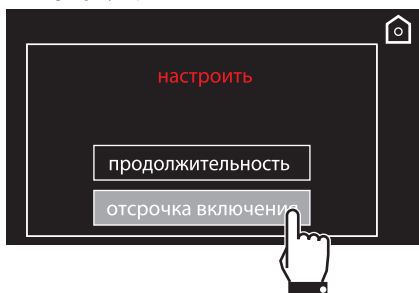 настроить
продолжительность
отсрочка включения